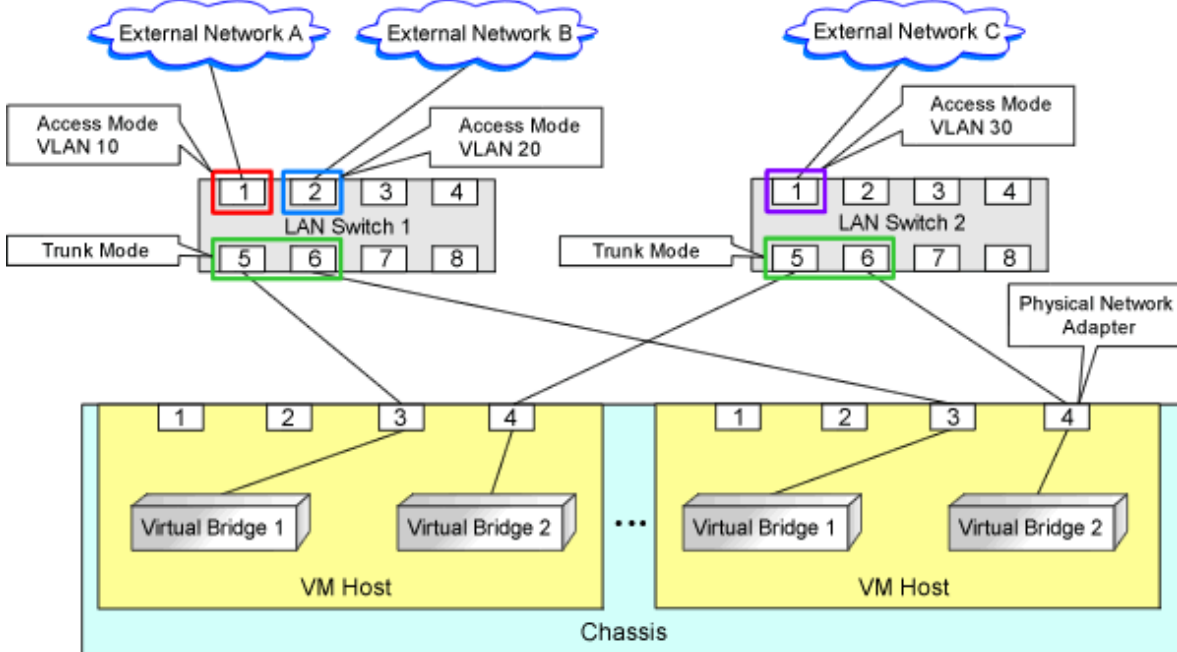 External Network A
External Network B
External Network C
Access Mode
VLAN 10
Access Mode
VLAN 20
Access Mode
VLAN 30
1 2 3 4
LAN Switch 1
5 6 7 8
Trunk Mode
1 2 3 4
LAN Switch 2
5 6 7 8
Trunk Mode
Physical Network
Adapter
1 2 3 4
Virtual Bridge 1
Virtual Bridge 2
VM Host
...
1 2 3 4
Virtual Bridge 1
Virtual Bridge 2
VM Host
Chassis